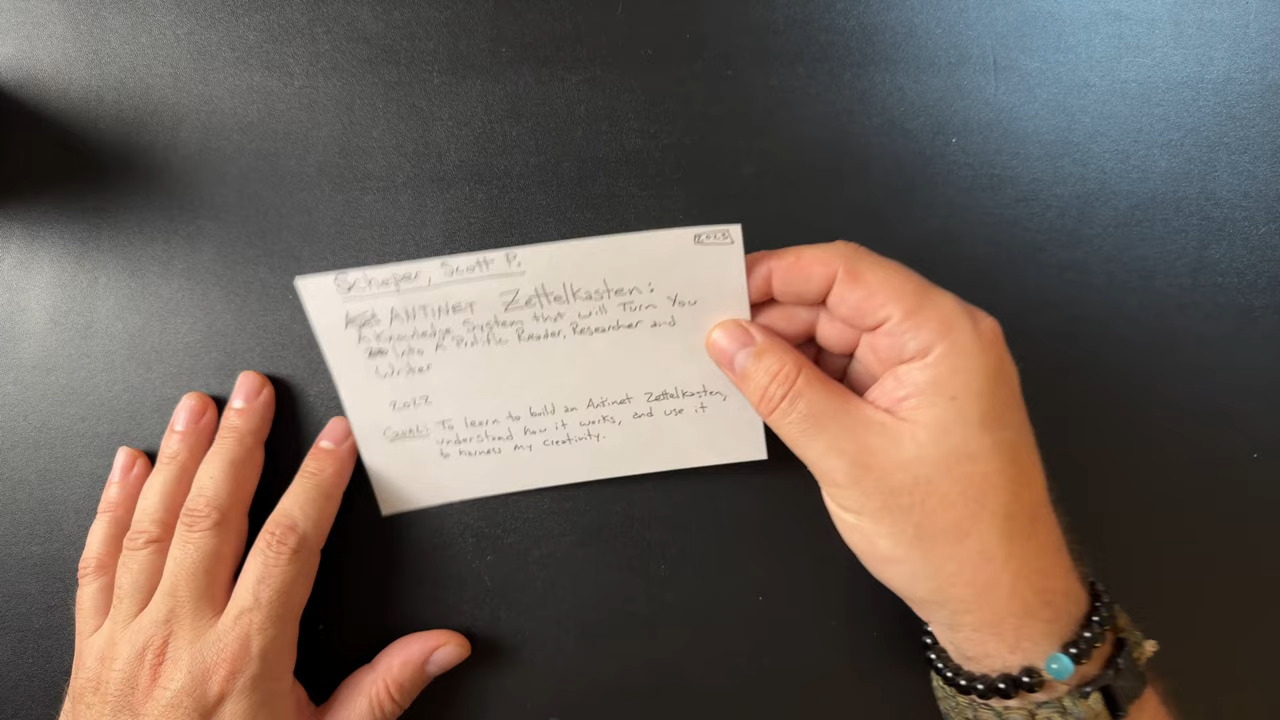 2023
Scheper, Scott P.
ANTINET Zettelkasten:
A Knowledge System that will Turn You
Into A Prolific Reader, Researcher and
Writer
2022
Goal: To learn to build an Antinet Zettelkasten,
understand how it works, and use it
to harness my creativity.